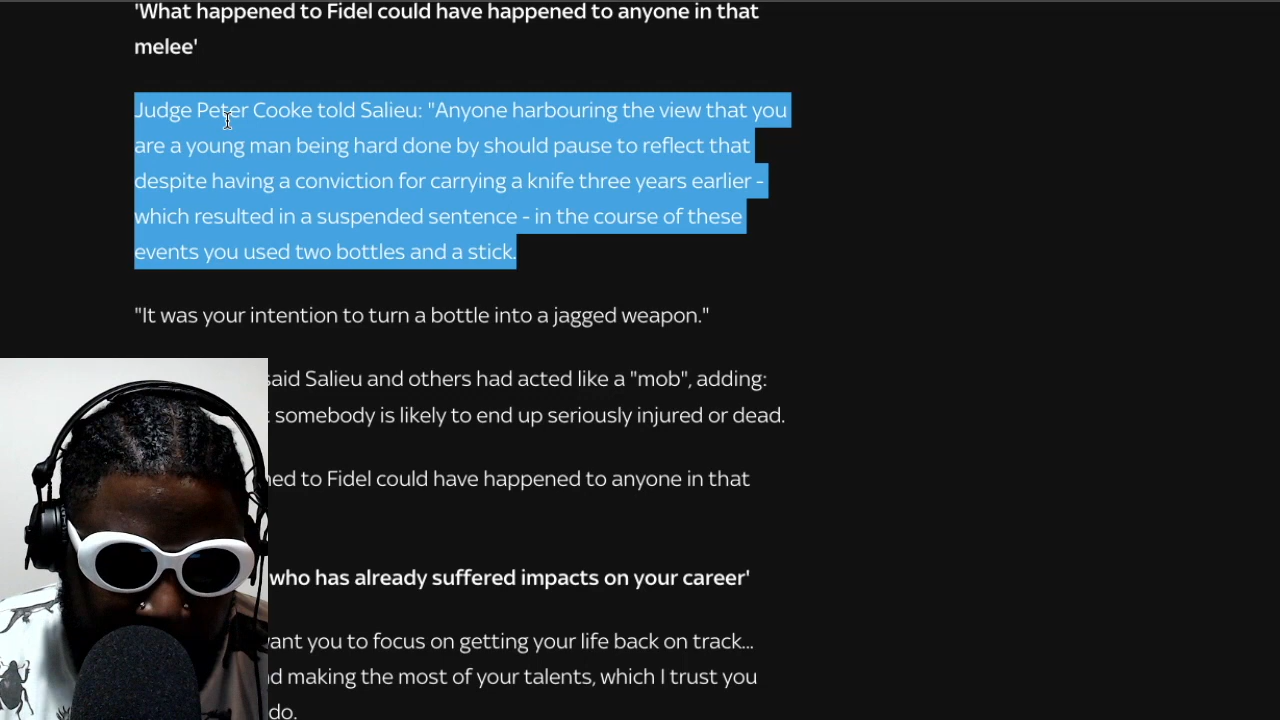 'What happened to Fidel could have happened to anyone in that
melee'
Judge Peter Cooke told Salieu: "Anyone harbouring the view that you
are a young man being hard done by should pause to reflect that
despite having a conviction for carrying a knife three years earlier -
which resulted in a suspended sentence - in the course of these
events you used two bottles and a stick.
"It was your intention to turn a bottle into a jagged weapon."
said Salieu and others had acted like a "mob", adding:
somebody is likely to end up seriously injured or dead.
to Fidel could have happened to anyone in that
who has already suffered impacts on your career'
you to focus on getting your life back on track...
making the most of your talents, which I trust you
do.